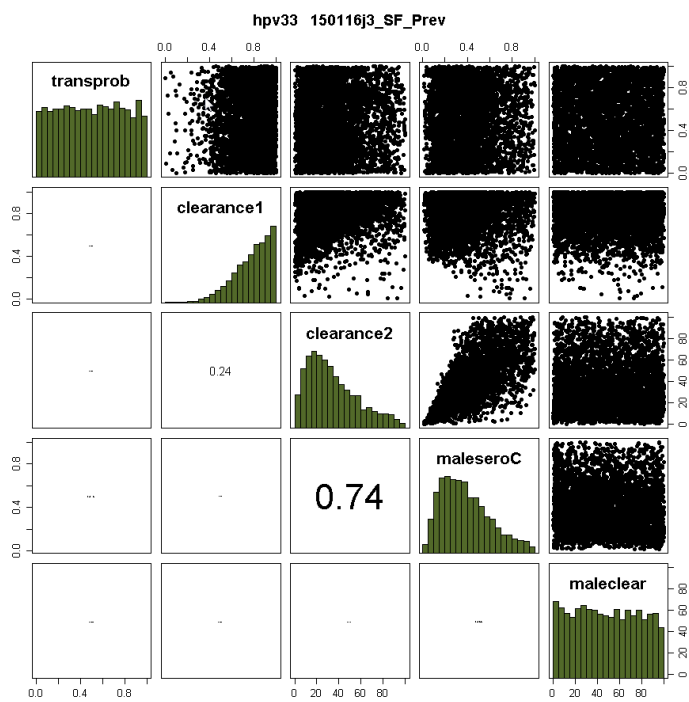 hpv33 150116j3_SF_Prev
0.0 0.4 0.8 0.0 0.4 0.8
transprob
0.0 0.4 0.8
clearance1
0.0 0.4 0.8
clearance2
0 20 40 60 80
0.24
maleseroC
0.0 0.4 0.8
0.74
maleclear
0 20 40 60 80
0.0 0.4 0.8 0 20 40 60 80 0 20 40 60 80